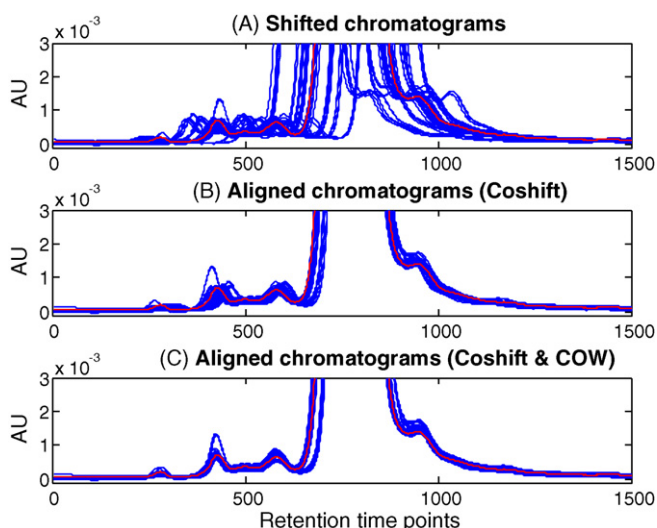 (A) Shifted chromatograms
x 10⁻³
3
2
1
0
AU
0 500 1000 1500
(B) Aligned chromatograms (Coshift)
x 10⁻³
3
2
1
0
AU
0 500 1000 1500
(C) Aligned chromatograms (Coshift & COW)
x 10⁻³
3
2
1
0
AU
0 500 1000 1500
Retention time points